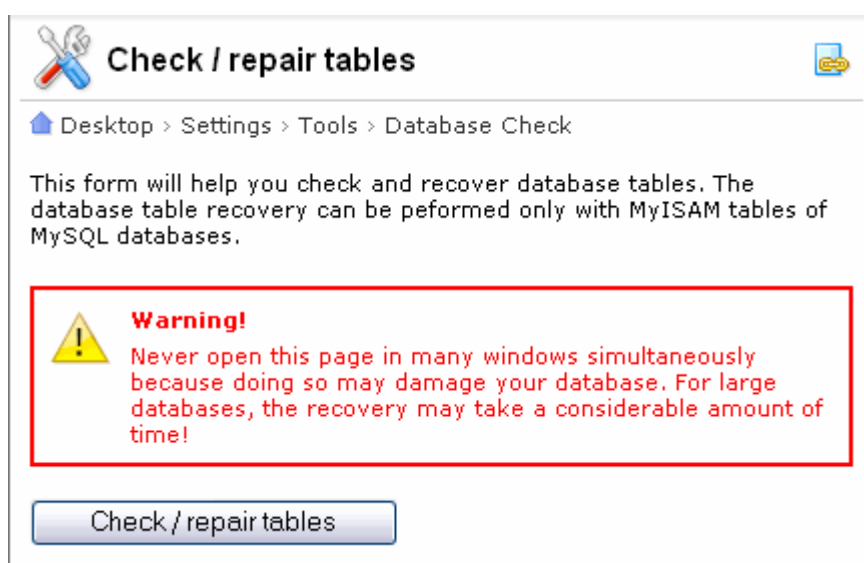 Check / repair tables
Desktop > Settings > Tools > Database Check
This form will help you check and recover database tables. The
database table recovery can be peformed only with MyISAM tables of
MySQL databases.
Warning!
Never open this page in many windows simultaneously
because doing so may damage your database. For large
databases, the recovery may take a considerable amount of
time!
Check / repair tables